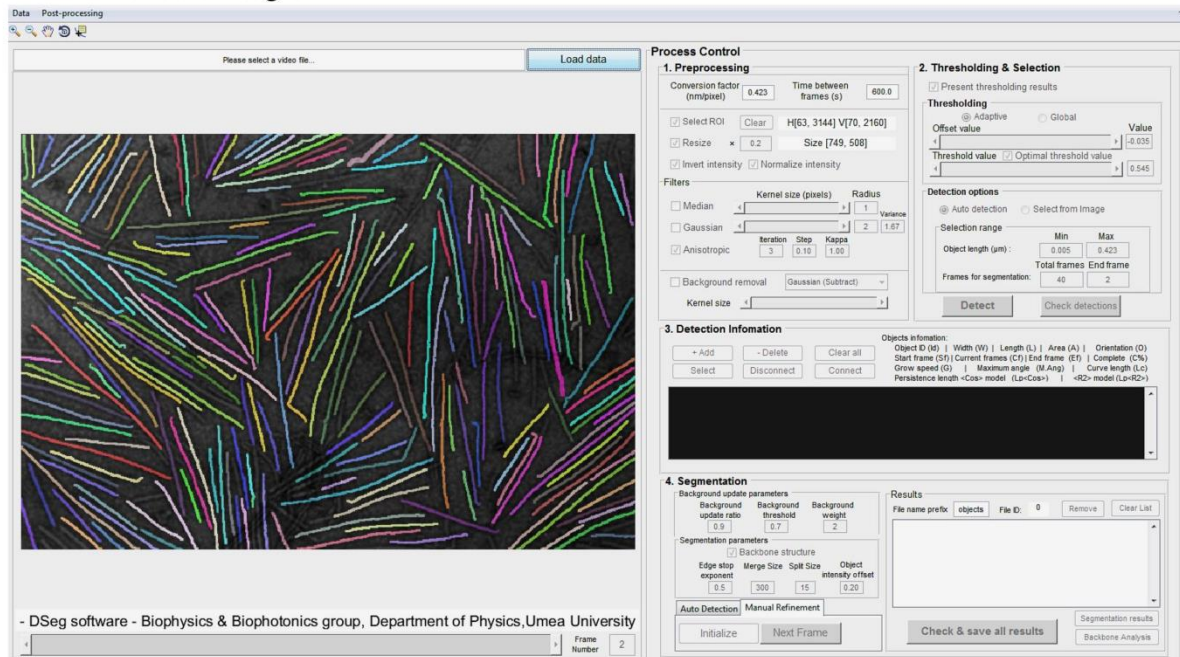 Data Post-processing
Please select a video file...
Load data
- DSeg software - Biophysics & Biophotonics group, Department of Physics,Umea University
Frame Number 2
Process Control
1. Preprocessing
Conversion factor (nm/pixel) 0.423 Time between frames (s) 600.0
Select ROI Clear H[63, 3144] V[70, 2160]
Resize × 0.2 Size [749, 508]
Invert intensity Normalize intensity
Filters
Kernel size (pixels) Radius
Median 1
Variance
Gaussian 2 1.67
Iteration Step Kappa
Anisotropic 3 0.10 1.00
Background removal Gaussian (Subtract)
Kernel size
2. Thresholding & Selection
Present thresholding results
Thresholding
Adaptive Global
Offset value Value
-0.035
Threshold value Optimal threshold value
0.545
Detection options
Auto detection Select from Image
Selection range
Min Max
Object length (µm) : 0.005 0.423
Total frames End frame
Frames for segmentation: 40 2
Detect Check detections
3. Detection Infomation
+ Add - Delete Clear all
Select Disconnect Connect
Objects infomation:
Object ID (Id) | Width (W) | Length (L) | Area (A) | Orientation (O)
Start frame (Sf)|Current frames (Cf)|End frame (Ef) | Complete (C%)
Grow speed (G) | Maximum angle (M.Ang) | Curve length (Lc)
Persistence length <Cos> model (Lp<Cos>) | <R2> model (Lp<R2>)
4. Segmentation
Background update parameters
Background update ratio Background threshold Background weight
0.9 0.7 2
Segmentation parameters
Backbone structure
Edge stop exponent Merge Size Split Size Object intensity offset
0.5 300 15 0.20
Auto Detection Manual Refinement
Initialize Next Frame
Results
File name prefix objects File ID: 0 Remove Clear List
Check & save all results
Segmentation results
Backbone Analysis